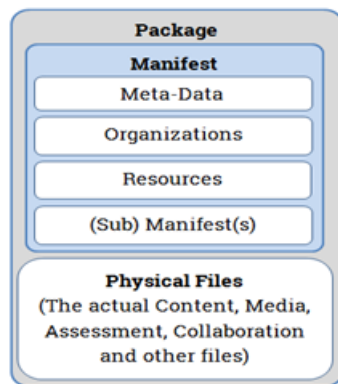 Package
Manifest
Meta-Data
Organizations
Resources
(Sub) Manifest(s)
Physical Files
(The actual Content, Media,
Assessment, Collaboration
and other files)